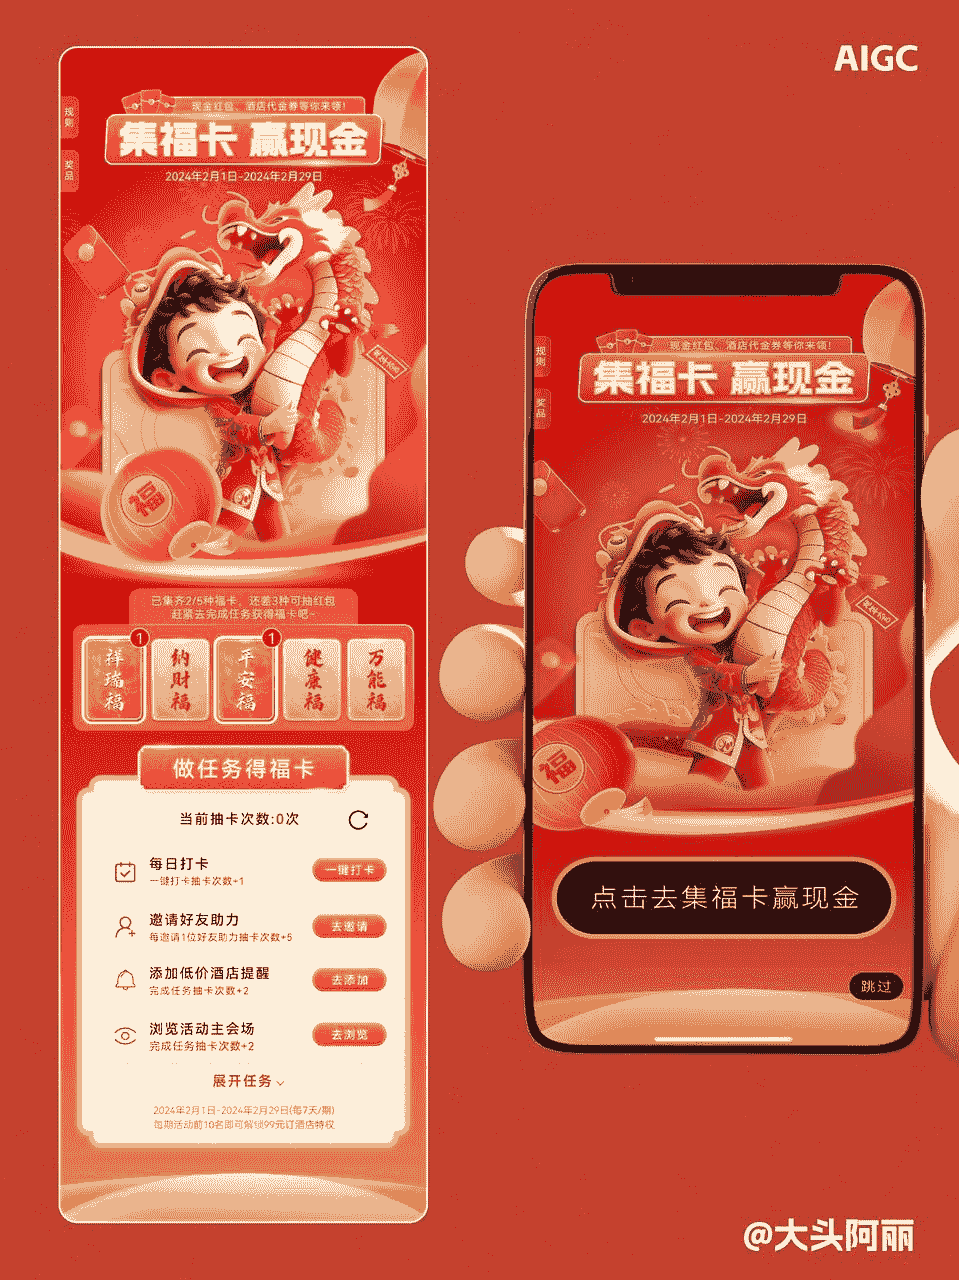 AIGC
规则
奖品
现金红包、酒店代金券等你来领!
集福卡 赢现金
2024年2月1日-2024年2月29日
福
已集齐2/5种福卡，还差3种可抽红包
赶紧去完成任务获得福卡吧~
1
1
祥瑞福
纳财福
平安福
健康福
万能福
做任务得福卡
当前抽卡次数:0次
每日打卡
一键打卡抽卡次数+1
一键打卡
邀请好友助力
每邀请1位好友助力抽卡次数+5
去邀请
添加低价酒店提醒
完成任务抽卡次数+2
去添加
浏览活动主会场
完成任务抽卡次数+2
去浏览
展开任务
2024年2月1日-2024年2月29日(每7天/期)
每期活动前10名即可解锁99元订酒店特权
规则
奖品
现金红包、酒店代金券等你来领!
集福卡 赢现金
2024年2月1日-2024年2月29日
福
点击去集福卡赢现金
跳过
@大头阿丽